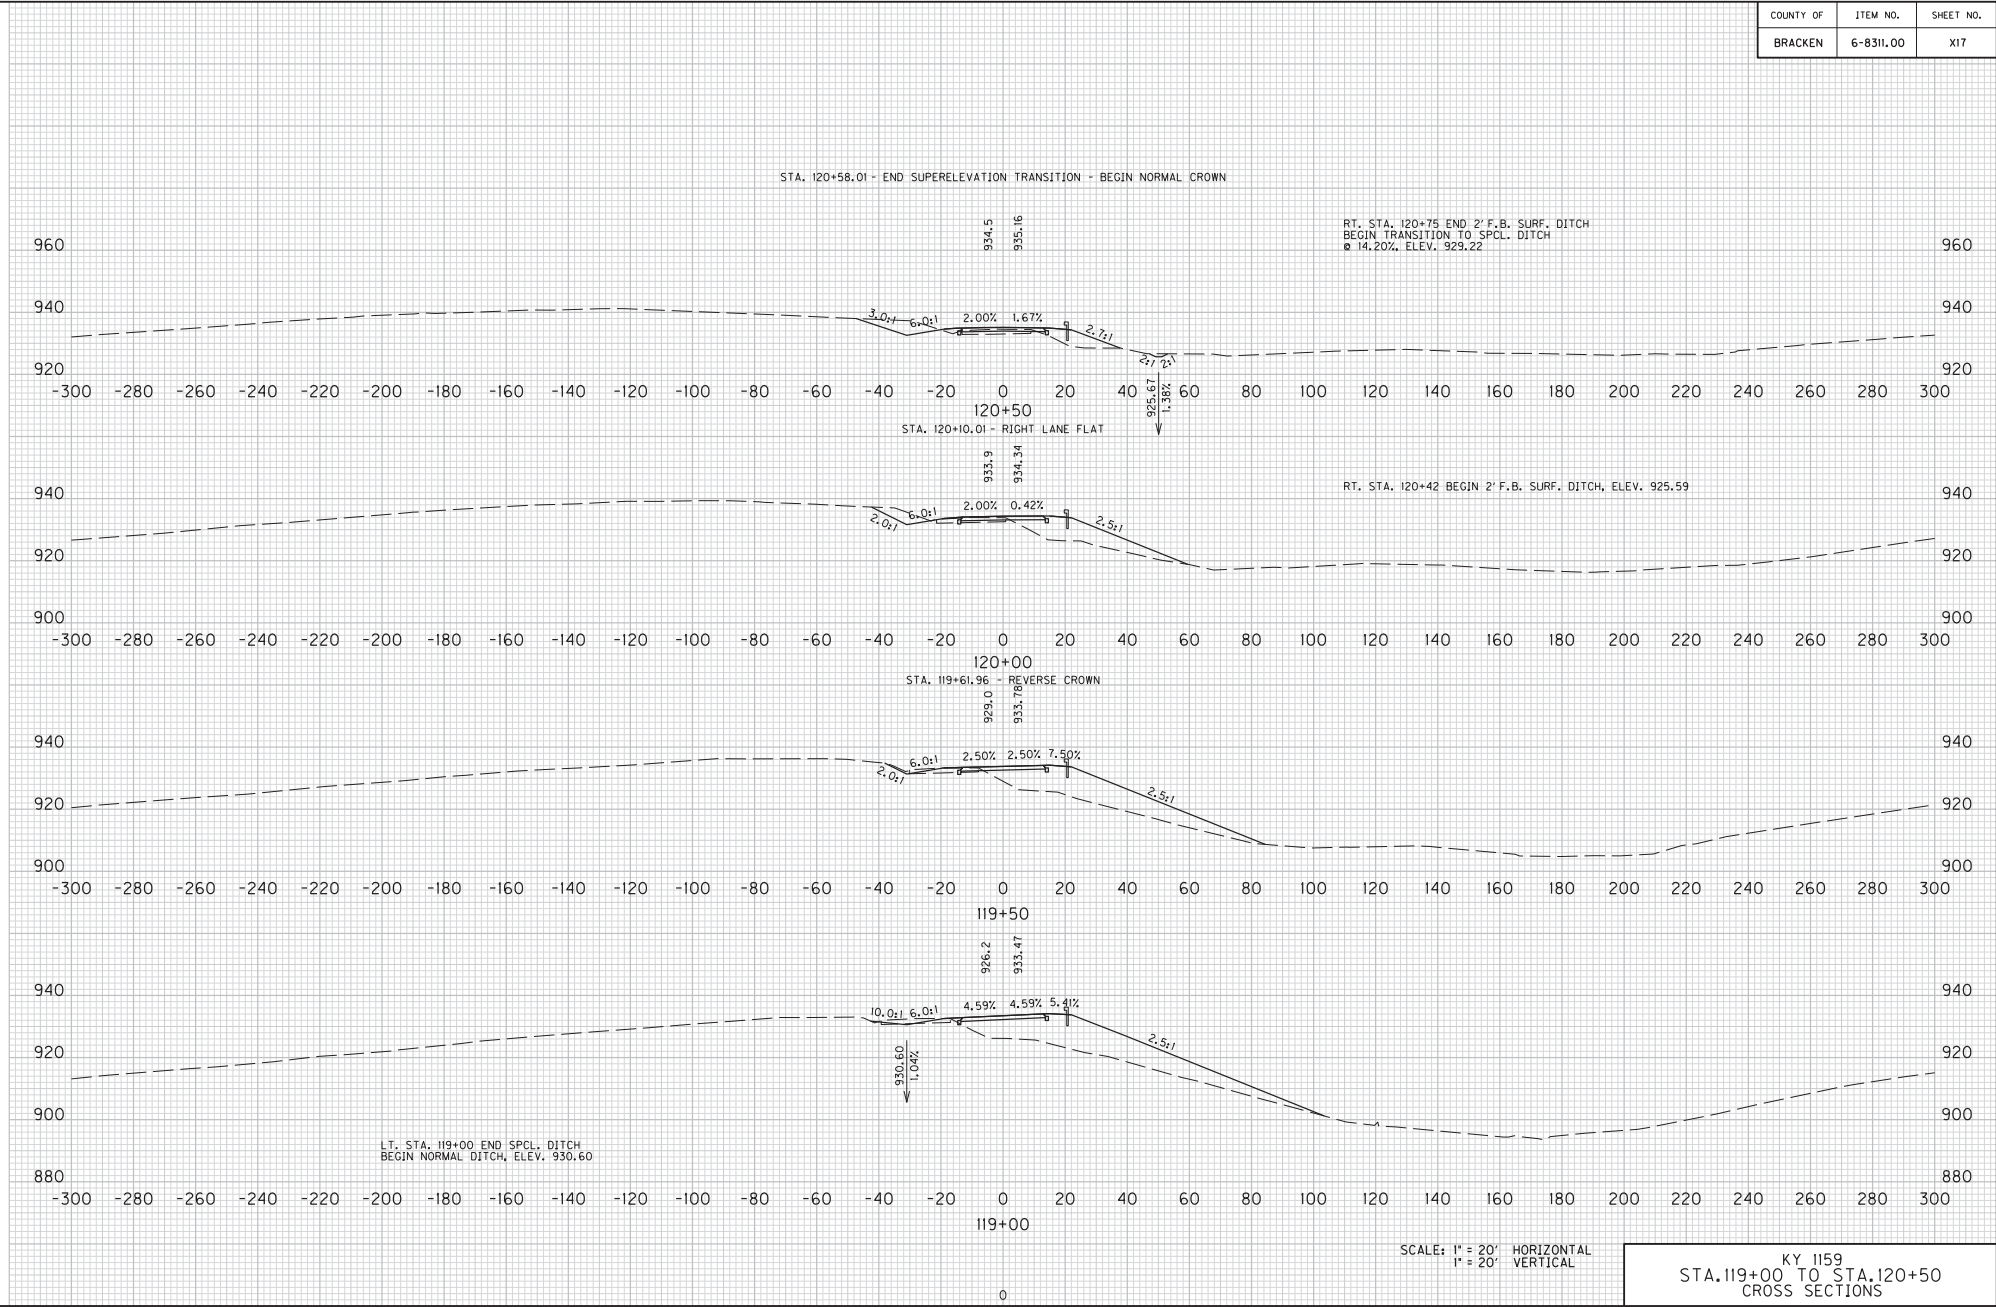 COUNTY OF ITEM NO. SHEET NO.
BRACKEN 6-8311.00 X17
STA. 120+58.01 - END SUPERELEVATION TRANSITION - BEGIN NORMAL CROWN
934.5 935.16
RT. STA. 120+75 END 2' F.B. SURF. DITCH
BEGIN TRANSITION TO SPCL. DITCH
@ 14.20%, ELEV. 929.22
960 960
940 940
3.0:1 6.0:1 2.00% 1.67% 2.7:1
2:1 2:1
920 920
-300 -280 -260 -240 -220 -200 -180 -160 -140 -120 -100 -80 -60 -40 -20 0 20 40 60 80 100 120 140 160 180 200 220 240 260 280 300
925.67 1.38%
120+50
STA. 120+10.01 - RIGHT LANE FLAT
933.9 934.34
RT. STA. 120+42 BEGIN 2' F.B. SURF. DITCH, ELEV. 925.59
940 940
2.0:1 6.0:1 2.00% 0.42% 2.5:1
920 920
900 900
-300 -280 -260 -240 -220 -200 -180 -160 -140 -120 -100 -80 -60 -40 -20 0 20 40 60 80 100 120 140 160 180 200 220 240 260 280 300
120+00
STA. 119+61.96 - REVERSE CROWN
929.0 933.78
940 940
2.0:1 6.0:1 2.50% 2.50% 7.50%
2.5:1
920 920
900 900
-300 -280 -260 -240 -220 -200 -180 -160 -140 -120 -100 -80 -60 -40 -20 0 20 40 60 80 100 120 140 160 180 200 220 240 260 280 300
119+50
926.2 933.47
940 940
10.0:1 6.0:1 4.59% 4.59% 5.41%
2.5:1
920 920
930.60 1.04%
900 900
LT. STA. 119+00 END SPCL. DITCH
BEGIN NORMAL DITCH, ELEV. 930.60
880 880
-300 -280 -260 -240 -220 -200 -180 -160 -140 -120 -100 -80 -60 -40 -20 0 20 40 60 80 100 120 140 160 180 200 220 240 260 280 300
119+00
SCALE: 1" = 20' HORIZONTAL
1" = 20' VERTICAL
KY 1159
STA.119+00 TO STA.120+50
CROSS SECTIONS
0